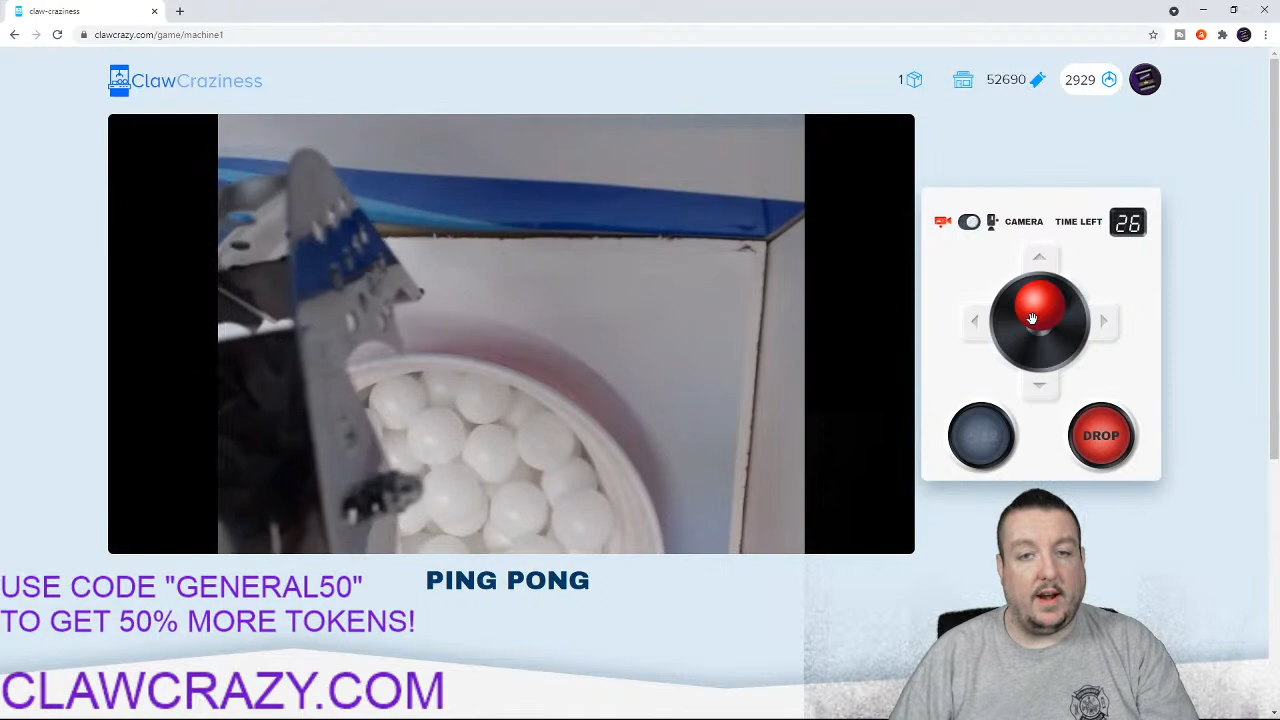 claw-craziness
clawcrazy.com/game/machine1
ClawCraziness
1
52690
2929
CAMERA
TIME LEFT
26
DROP
PING PONG
USE CODE "GENERAL50"
TO GET 50% MORE TOKENS!
CLAWCRAZY.COM